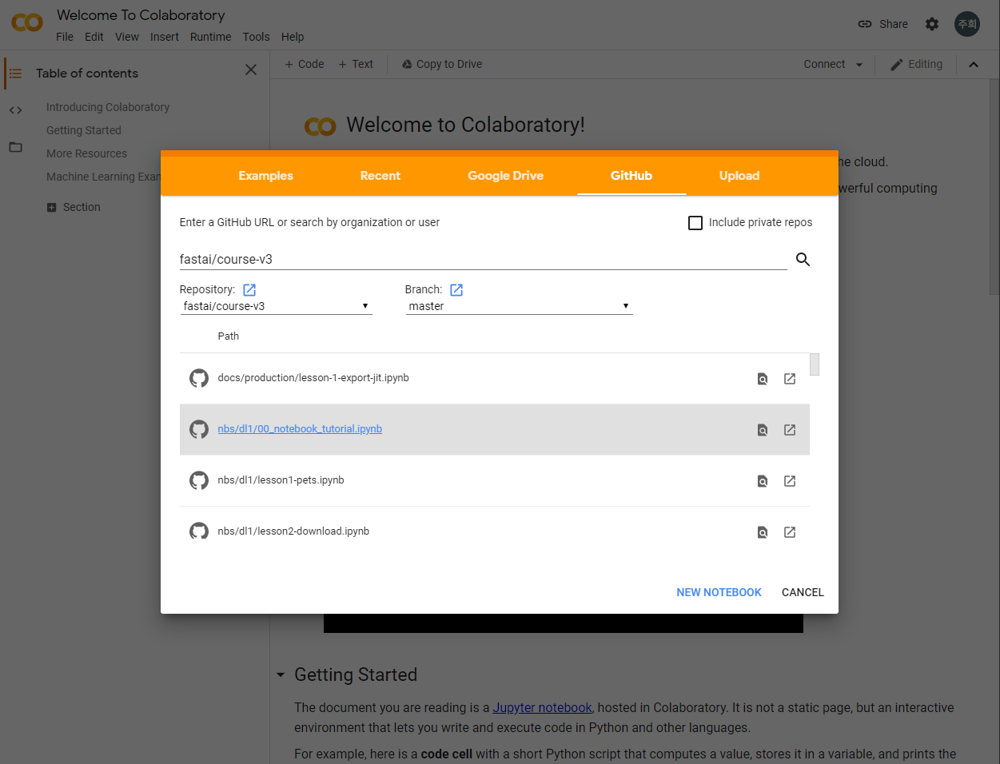 Welcome To Colaboratory
File Edit View Insert Runtime Tools Help
Share
주희
Table of contents
+ Code + Text Copy to Drive
Connect Editing
Introducing Colaboratory
Getting Started
More Resources
Machine Learning Exan
Section
Welcome to Colaboratory!
he cloud.
werful computing
Examples Recent Google Drive GitHub Upload
Enter a GitHub URL or search by organization or user
Include private repos
fastai/course-v3
Repository: Branch:
fastai/course-v3 master
Path
docs/production/lesson-1-export-jit.ipynb
nbs/dl1/00_notebook_tutorial.ipynb
nbs/dl1/lesson1-pets.ipynb
nbs/dl1/lesson2-download.ipynb
NEW NOTEBOOK CANCEL
Getting Started
The document you are reading is a Jupyter notebook, hosted in Colaboratory. It is not a static page, but an interactive
environment that lets you write and execute code in Python and other languages.
For example, here is a code cell with a short Python script that computes a value, stores it in a variable, and prints the